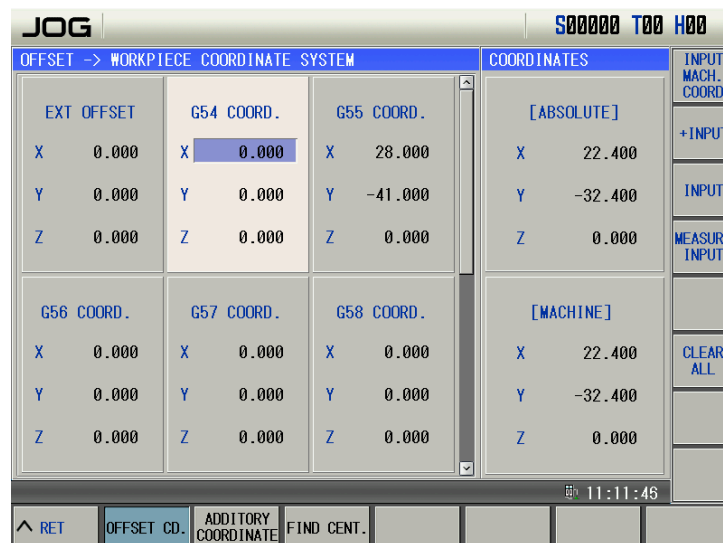 JOG
S00000 T00 H00
OFFSET -> WORKPIECE COORDINATE SYSTEM
COORDINATES
EXT OFFSET
X 0.000
Y 0.000
Z 0.000
G54 COORD.
X 0.000
Y 0.000
Z 0.000
G55 COORD.
X 28.000
Y -41.000
Z 0.000
[ABSOLUTE]
X 22.400
Y -32.400
Z 0.000
G56 COORD.
X 0.000
Y 0.000
Z 0.000
G57 COORD.
X 0.000
Y 0.000
Z 0.000
G58 COORD.
X 0.000
Y 0.000
Z 0.000
[MACHINE]
X 22.400
Y -32.400
Z 0.000
INPUT
MACH.
COORD
+INPUT
INPUT
MEASUR
INPUT
CLEAR
ALL
11:11:46
RET
OFFSET CD.
ADDITORY
COORDINATE
FIND CENT.